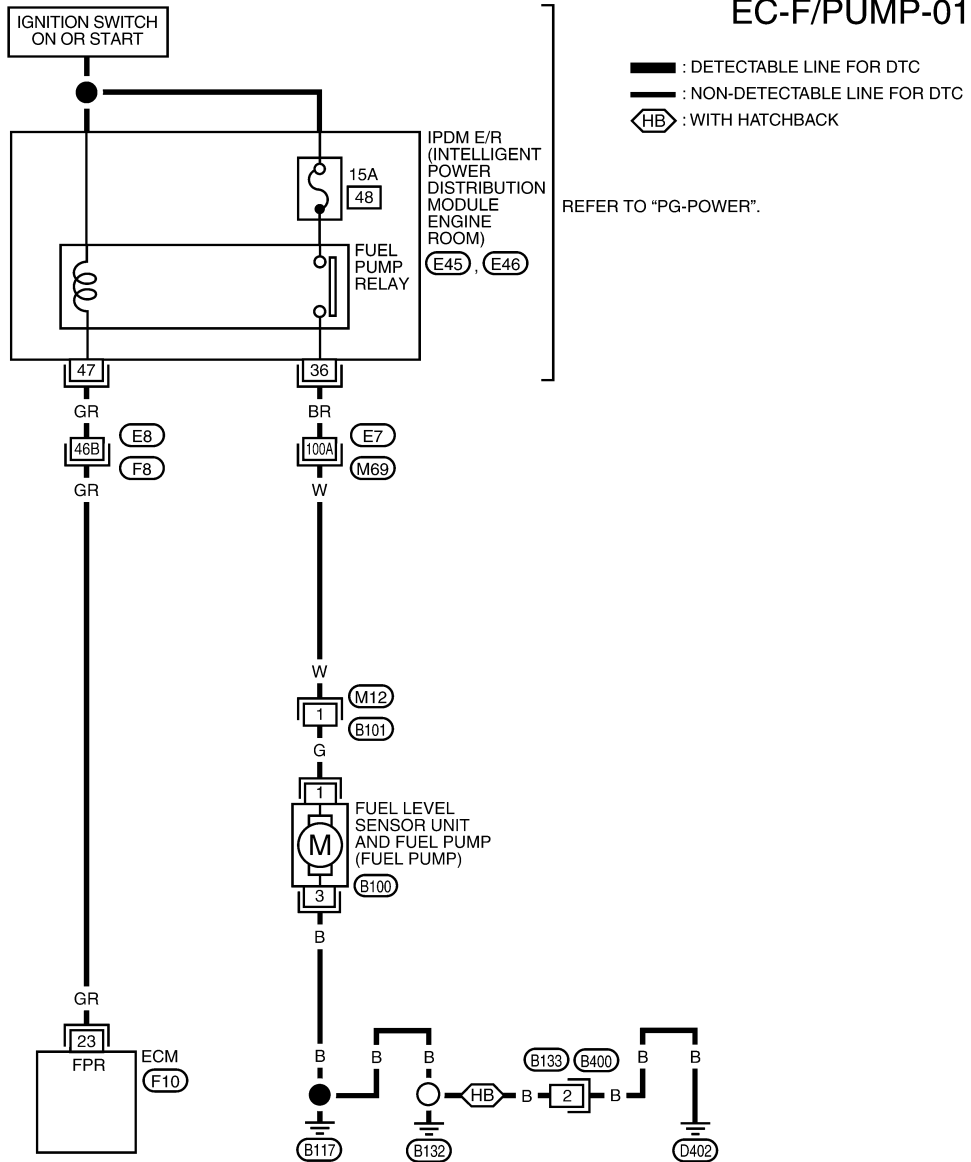 EC-F/PUMP-01
IGNITION SWITCH
ON OR START
: DETECTABLE LINE FOR DTC
: NON-DETECTABLE LINE FOR DTC
HB : WITH HATCHBACK
IPDM E/R
(INTELLIGENT
POWER
DISTRIBUTION
MODULE
ENGINE
ROOM)
E45 , E46
15A
48
REFER TO “PG-POWER”.
FUEL
PUMP
RELAY
47
36
GR
BR
46B
E8
F8
100A
E7
M69
GR
W
W
1
M12
B101
G
1
FUEL LEVEL
SENSOR UNIT
AND FUEL PUMP
(FUEL PUMP)
M
B100
3
B
GR
23
FPR
ECM
F10
B
B
B
B133
B400
B
B
HB
B
2
B
B117
B132
D402